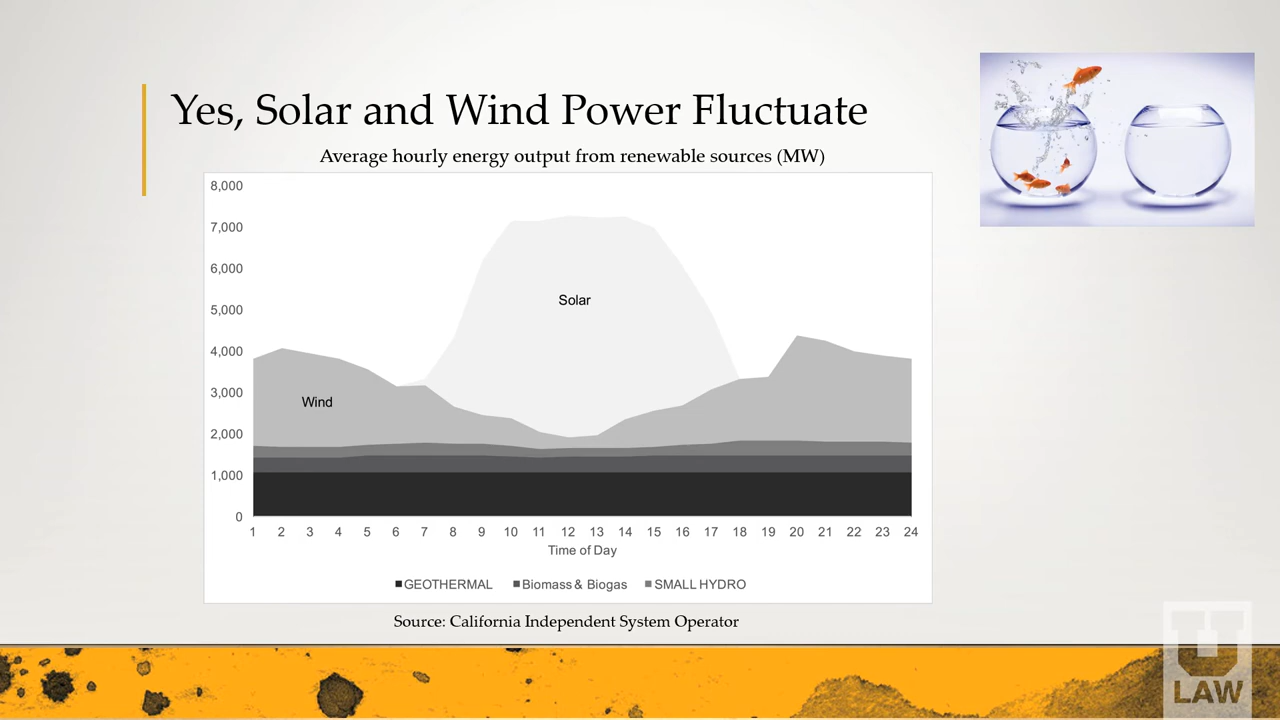 Yes, Solar and Wind Power Fluctuate
Average hourly energy output from renewable sources (MW)
8,000
7,000
6,000
5,000
4,000
3,000
2,000
1,000
0
Solar
Wind
1 2 3 4 5 6 7 8 9 10 11 12 13 14 15 16 17 18 19 20 21 22 23 24
Time of Day
GEOTHERMAL Biomass & Biogas SMALL HYDRO
Source: California Independent System Operator
U
LAW